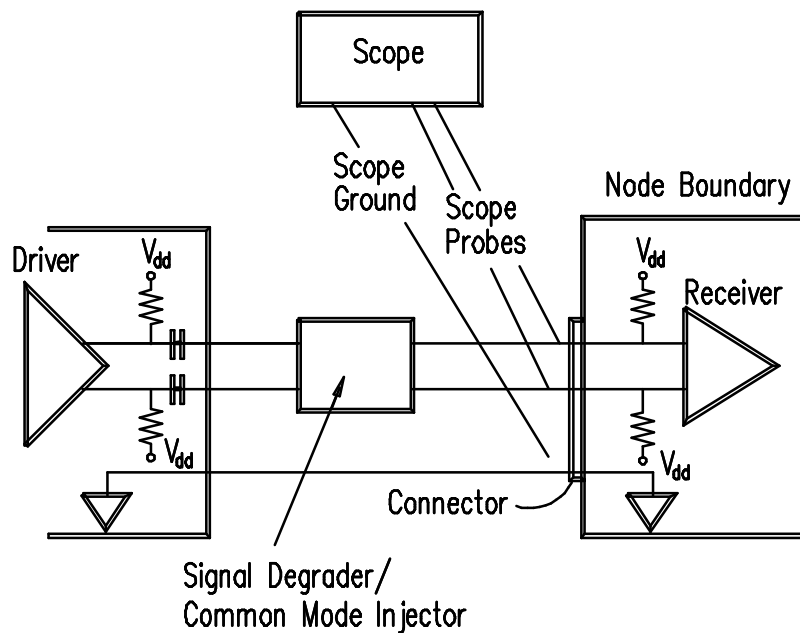 Scope
Scope
Ground
Scope
Probes
Node Boundary
Driver
Vdd
Vdd
Receiver
Vdd
Vdd
Connector
Signal Degrader/
Common Mode Injector